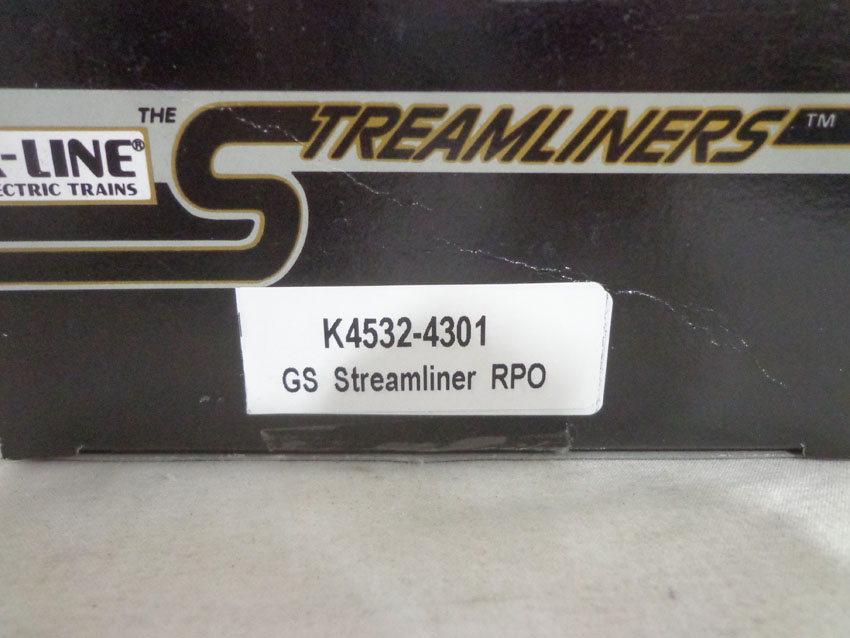 THE STREAMLINERS™
-LINE®
ECTRIC TRAINS
K4532-4301
GS Streamliner RPO